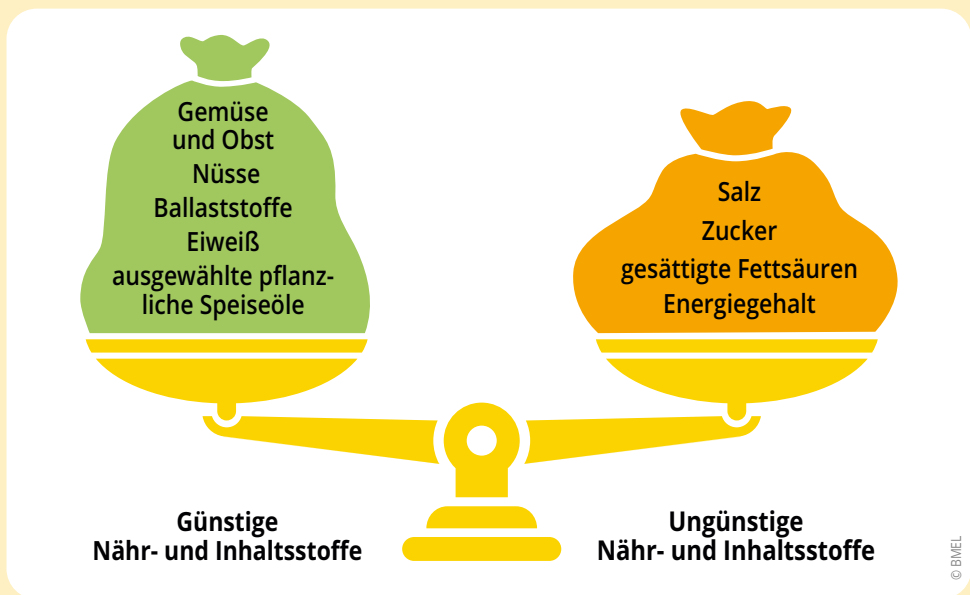 Gemüse
und Obst
Nüsse
Ballaststoffe
Eiweiß
ausgewählte pflanz-
liche Speiseöle
Salz
Zucker
gesättigte Fettsäuren
Energiegehalt
Günstige
Nähr- und Inhaltsstoffe
Ungünstige
Nähr- und Inhaltsstoffe
© BMEL